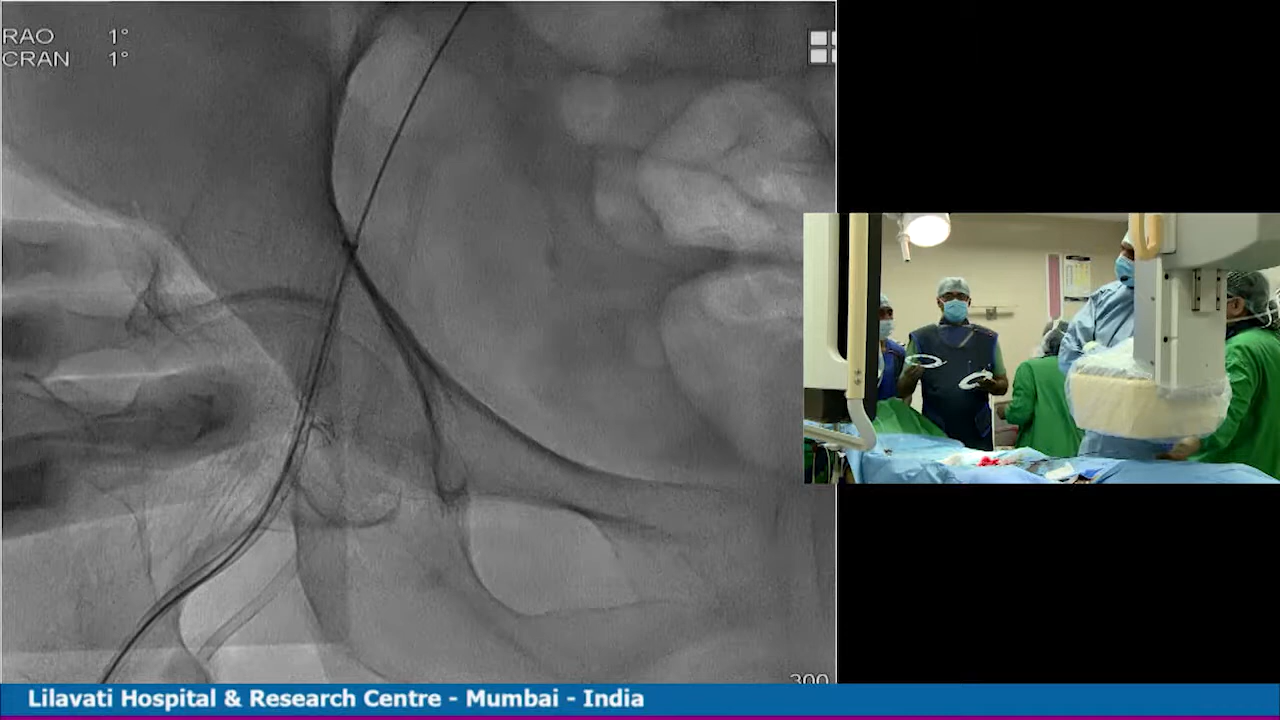 RAO 1°
CRAN 1°
300
Lilavati Hospital & Research Centre - Mumbai - India